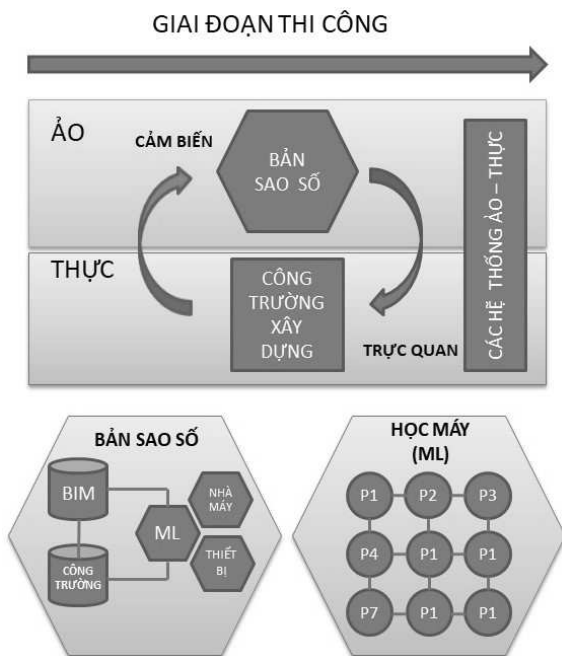 GIAI ĐOẠN THI CÔNG
ẢO
CẢM BIẾN
BẢN
SAO SỐ
THỰC
CÔNG
TRƯỜNG
XÂY
DỰNG
TRỰC QUAN
CÁC HỆ THỐNG ẢO – THỰC
BẢN SAO SỐ
BIM
CÔNG
TRƯỜNG
ML
NHÀ
MÁY
THIẾT
BỊ
HỌC MÁY
(ML)
P1 P2 P3
P4 P1 P1
P7 P1 P1